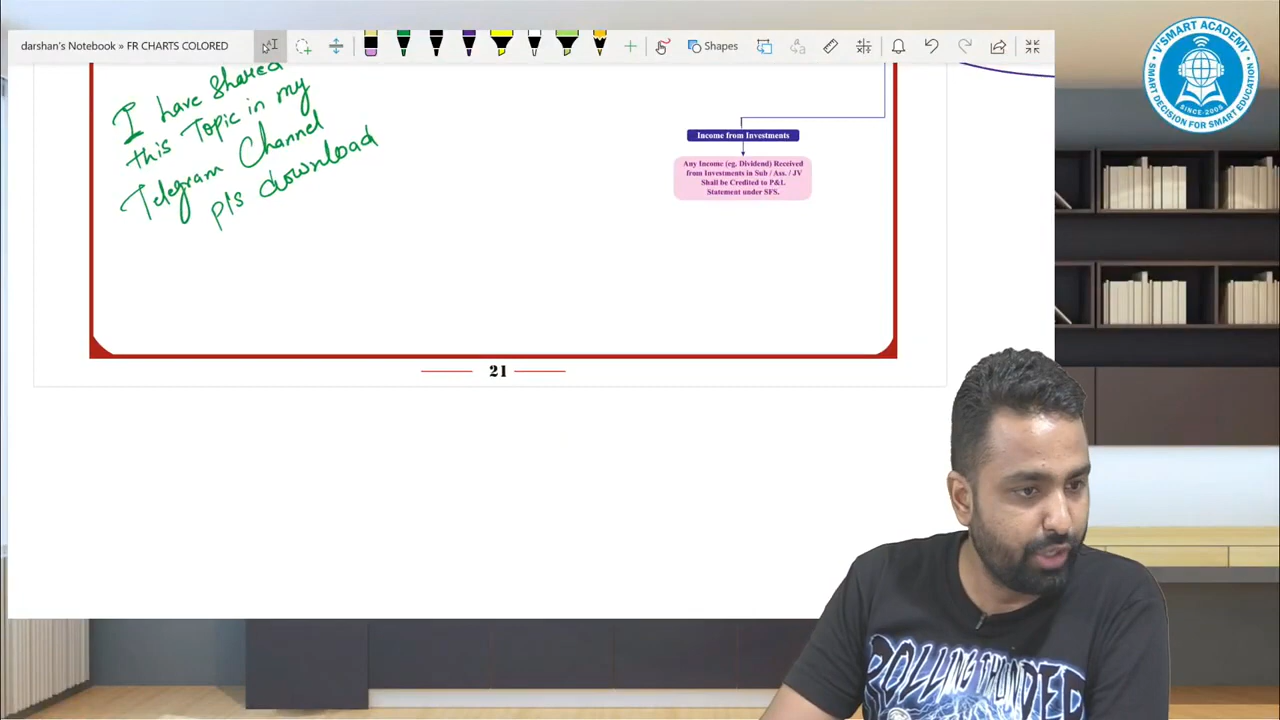 darshan's Notebook » FR CHARTS COLORED
Shapes
I have shared
this Topic in my
Telegram Channel
pls download
Income from Investments
Any Income (eg. Dividend) Received
from Investments in Sub / Ass. / JV
Shall be Credited to P&L
Statement under SFS.
21
V'SMART ACADEMY
SINCE-2005
SMART DECISION FOR SMART EDUCATION
ROLLING THUNDER